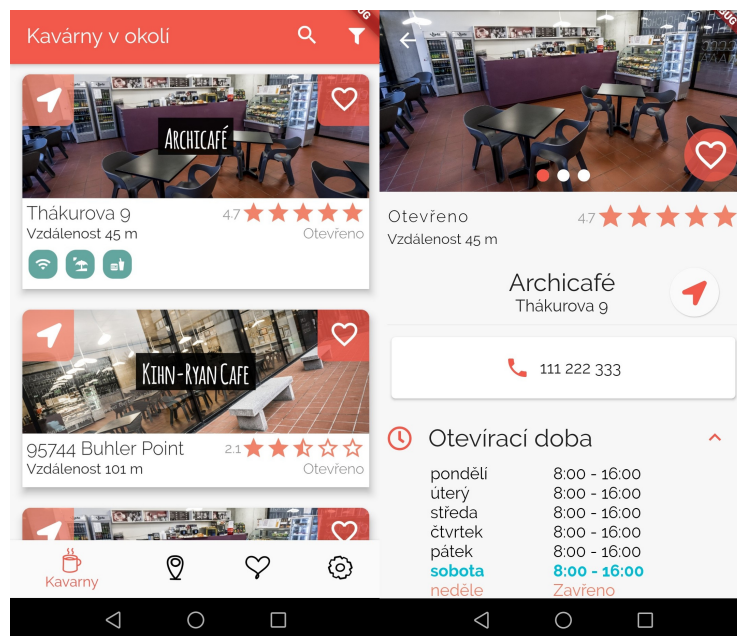 Kavárny v okolí
Archicafé
Thákurova 9
4.7
Vzdálenost 45 m
Otevřeno
Kihn-Ryan Cafe
95744 Buhler Point
2.1
Vzdálenost 101 m
Otevřeno
Kavarny
Otevřeno
4.7
Vzdálenost 45 m
Archicafé
Thákurova 9
111 222 333
Otevírací doba
pondělí 8:00 - 16:00
úterý 8:00 - 16:00
středa 8:00 - 16:00
čtvrtek 8:00 - 16:00
pátek 8:00 - 16:00
sobota 8:00 - 16:00
neděle Zavřeno